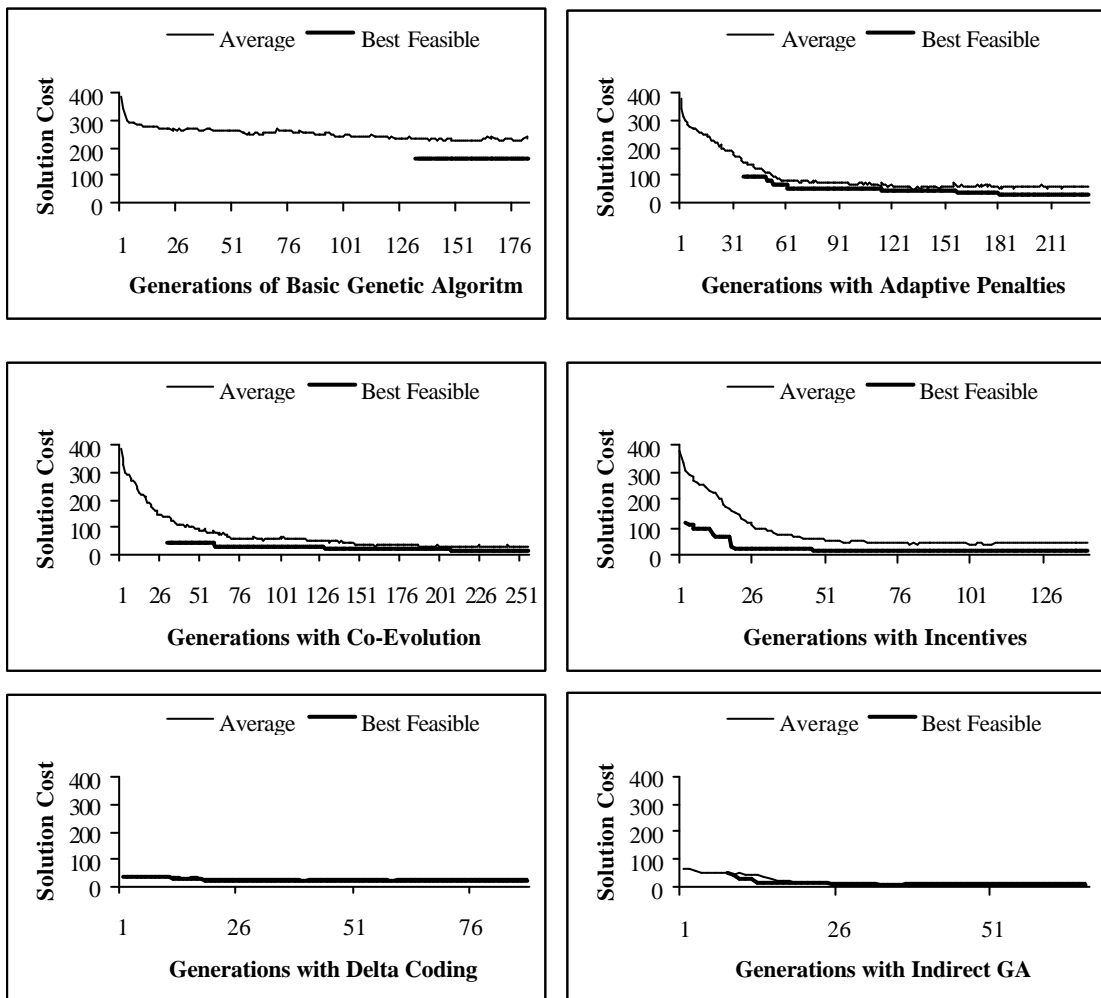 Average Best Feasible
Solution Cost
400
300
200
100
0
1 26 51 76 101 126 151 176
Generations of Basic Genetic Algoritm
Average Best Feasible
Solution Cost
400
300
200
100
0
1 31 61 91 121 151 181 211
Generations with Adaptive Penalties
Average Best Feasible
Solution Cost
400
300
200
100
0
1 26 51 76 101 126 151 176 201 226 251
Generations with Co-Evolution
Average Best Feasible
Solution Cost
400
300
200
100
0
1 26 51 76 101 126
Generations with Incentives
Average Best Feasible
Solution Cost
400
300
200
100
0
1 26 51 76
Generations with Delta Coding
Average Best Feasible
Solution Cost
400
300
200
100
0
1 26 51
Generations with Indirect GA